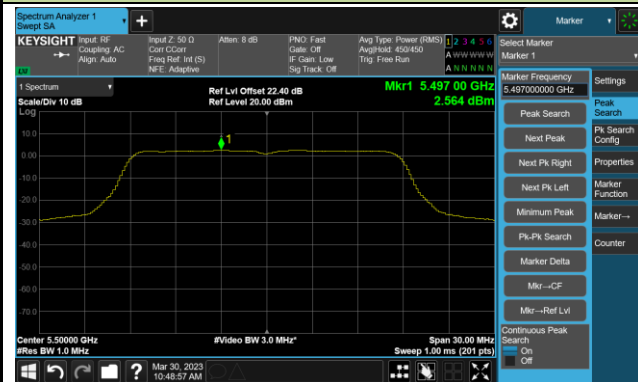 Spectrum Analyzer 1
Swept SA
+
Marker
KEYSIGHT
Input: RF
Coupling: AC
Align: Auto
Input Z: 50 Ω
Corr CCorr
Freq Ref: Int (S)
NFE: Adaptive
Atten: 8 dB
PNO: Fast
Gate: Off
IF Gain: Low
Sig Track: Off
Avg Type: Power (RMS)
Avg|Hold: 450/450
Trig: Free Run
1 2 3 4 5 6
A W W W W W
A N N N N N
LXI
Select Marker
Marker 1
1 Spectrum
Scale/Div 10 dB
Log
Ref Lvl Offset 22.40 dB
Ref Level 20.00 dBm
Mkr1 5.497 00 GHz
2.564 dBm
1
10.0
0.00
-10.0
-20.0
-30.0
-40.0
-50.0
-60.0
-70.0
Center 5.50000 GHz
#Res BW 1.0 MHz
#Video BW 3.0 MHz*
Span 30.00 MHz
Sweep 1.00 ms (201 pts)
Marker Frequency
5.497000000 GHz
Peak Search
Next Peak
Next Pk Right
Next Pk Left
Minimum Peak
Pk-Pk Search
Marker Delta
Mkr→CF
Mkr→Ref Lvl
Continuous Peak
Search
On
Off
Settings
Peak
Search
Pk Search
Config
Properties
Marker
Function
Marker→
Counter
?
Mar 30, 2023
10:48:57 AM